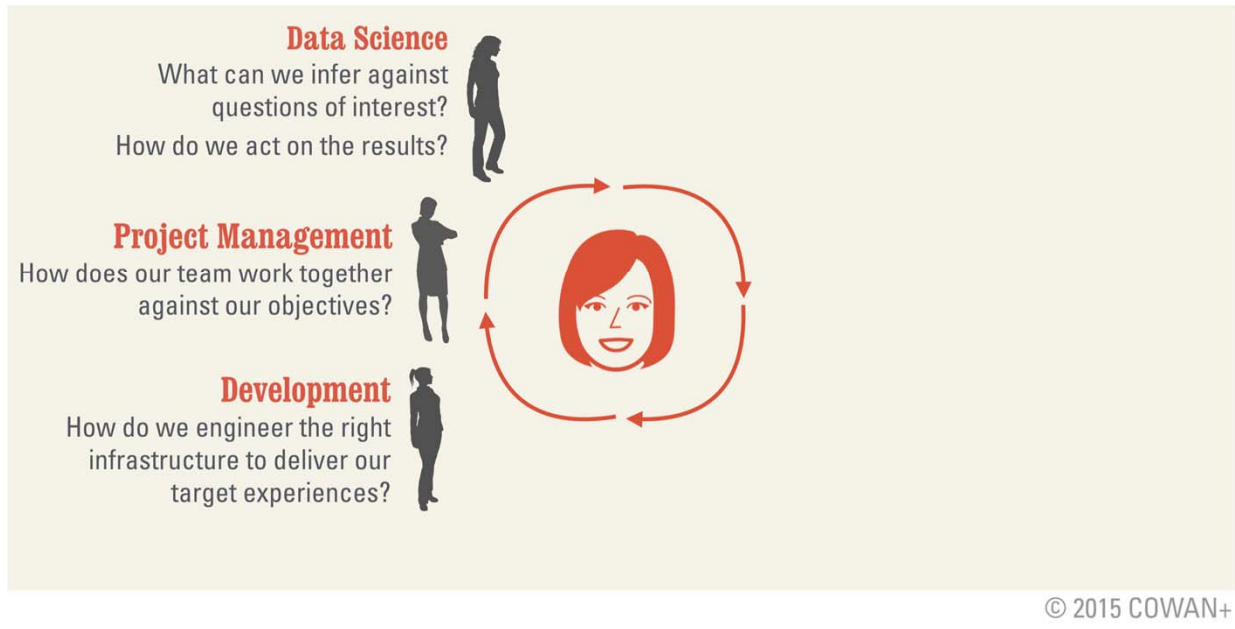 Data Science
What can we infer against
questions of interest?
How do we act on the results?
Project Management
How does our team work together
against our objectives?
Development
How do we engineer the right
infrastructure to deliver our
target experiences?
© 2015 COWAN+